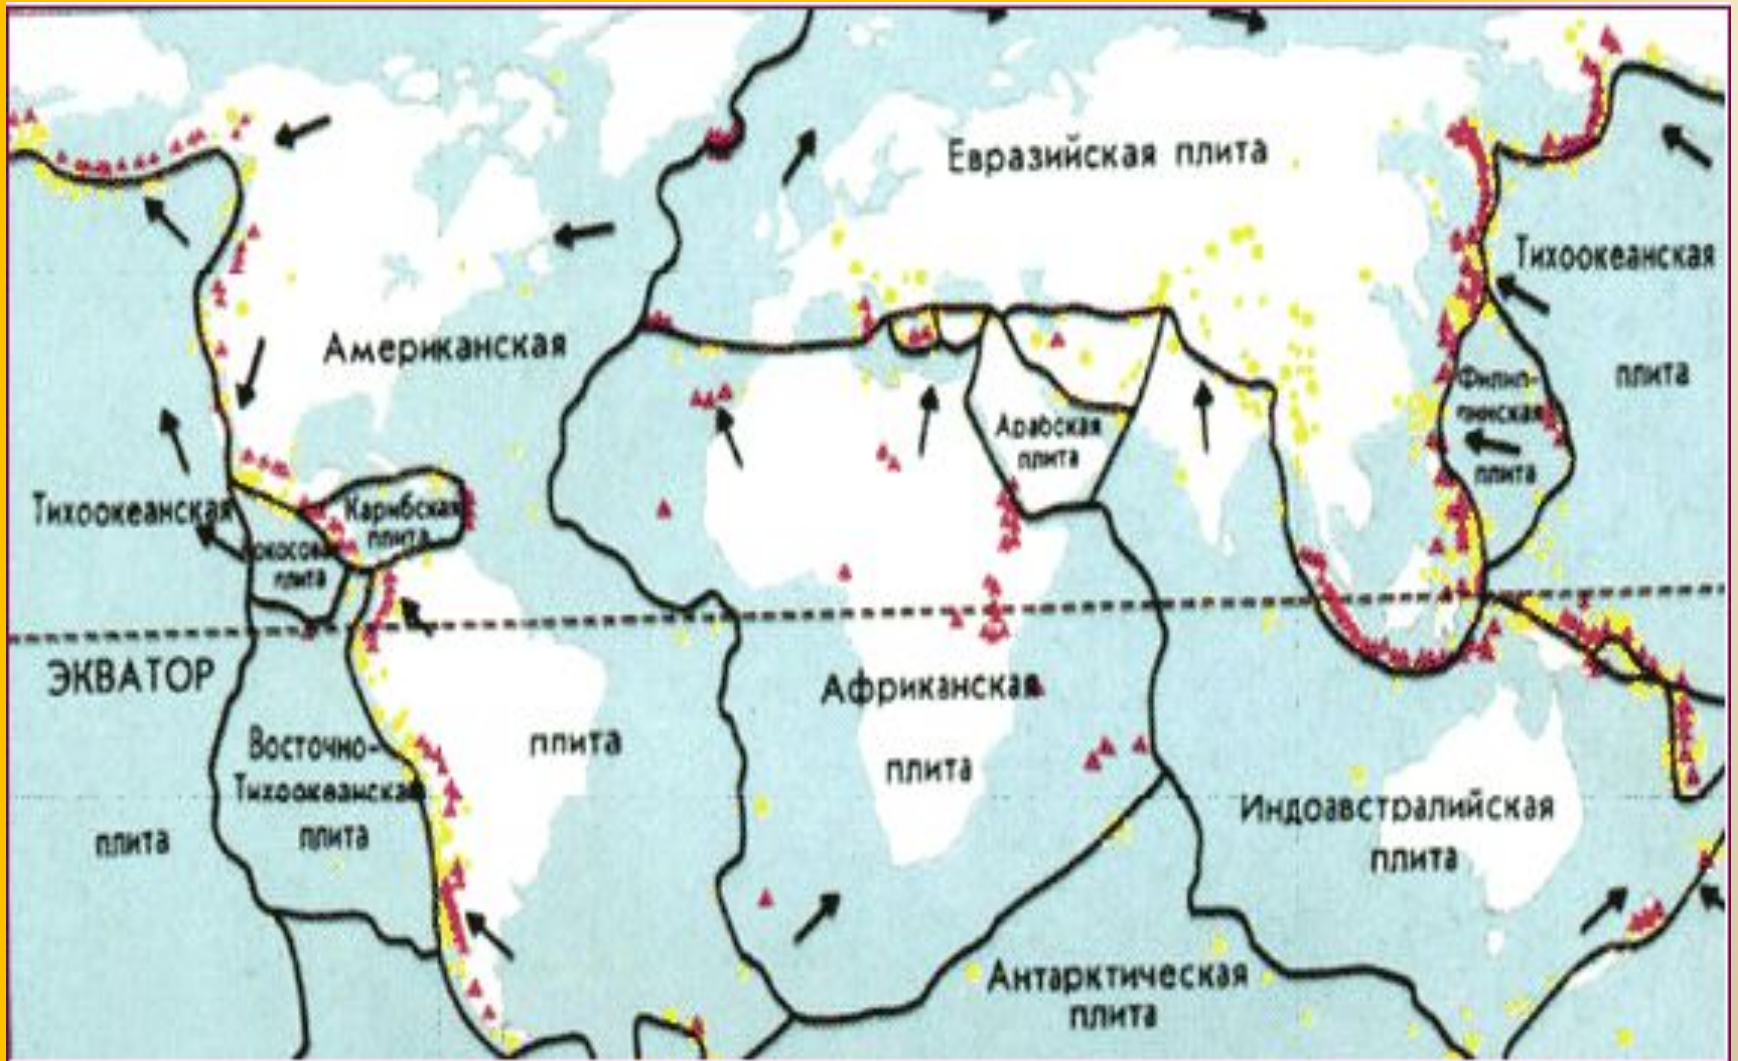 Евразийская плита
Тихоокеанская
плита
Американская
плита
Филип-
пинская
плита
Арабская
плита
Тихоокеанская
плита
Карибская
плита
Кокосовая
плита
ЭКВАТОР
Африканская
плита
Восточно-
Тихоокеанская
плита
Индоавстралийская
плита
Антарктическая
плита